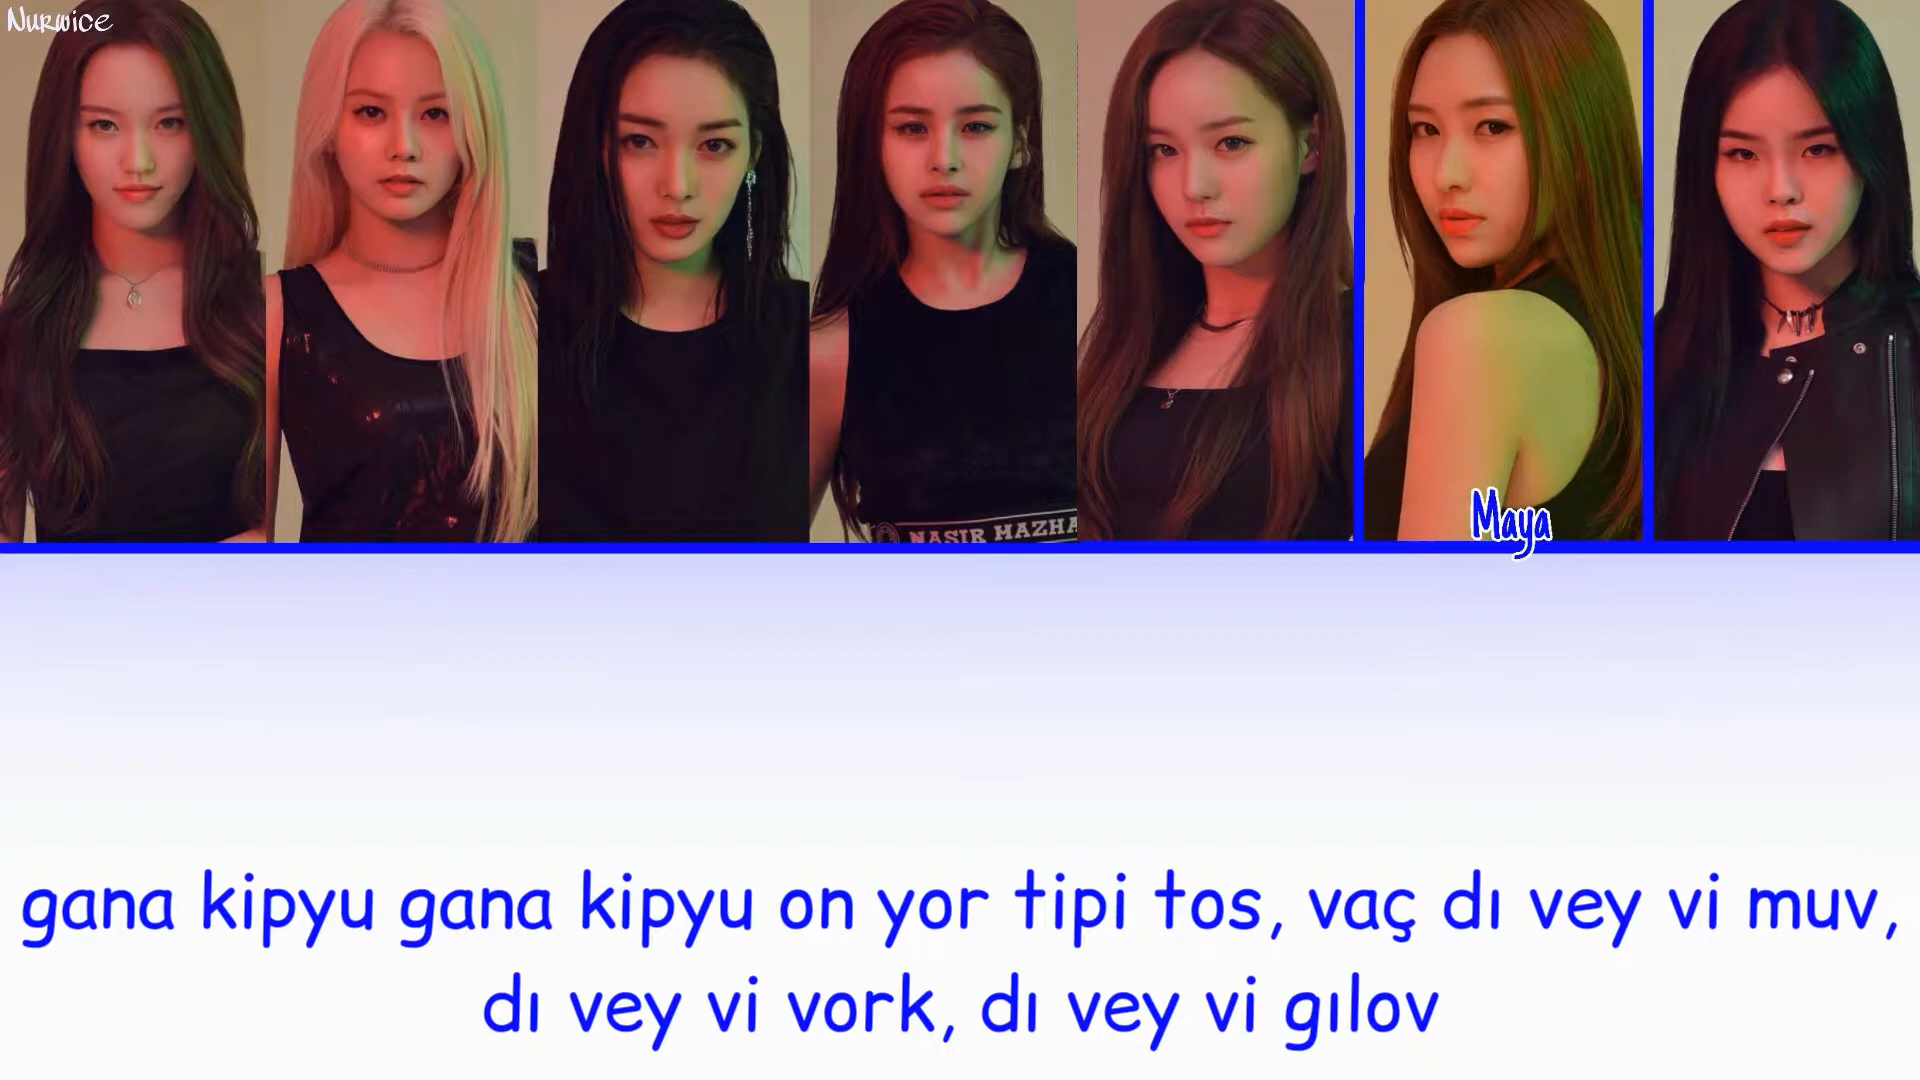 Nurwice
NASIR MAZHA
Maya
gana kipyu gana kipyu on yor tipi tos, vaç dı vey vi muv,
dı vey vi vork, dı vey vi gılov